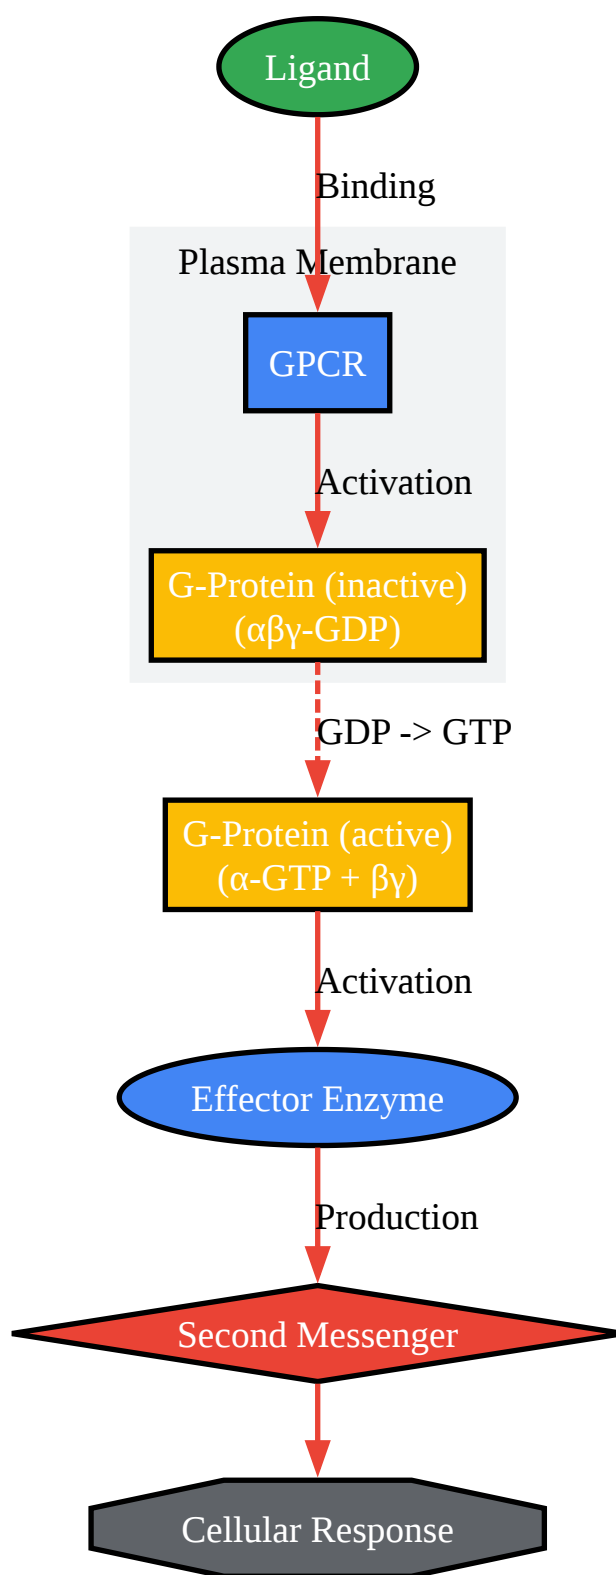 Ligand
Binding
Plasma Membrane
GPCR
Activation
G-Protein (inactive)
(αβγ-GDP)
GDP -> GTP
G-Protein (active)
(α-GTP + βγ)
Activation
Effector Enzyme
Production
Second Messenger
Cellular Response